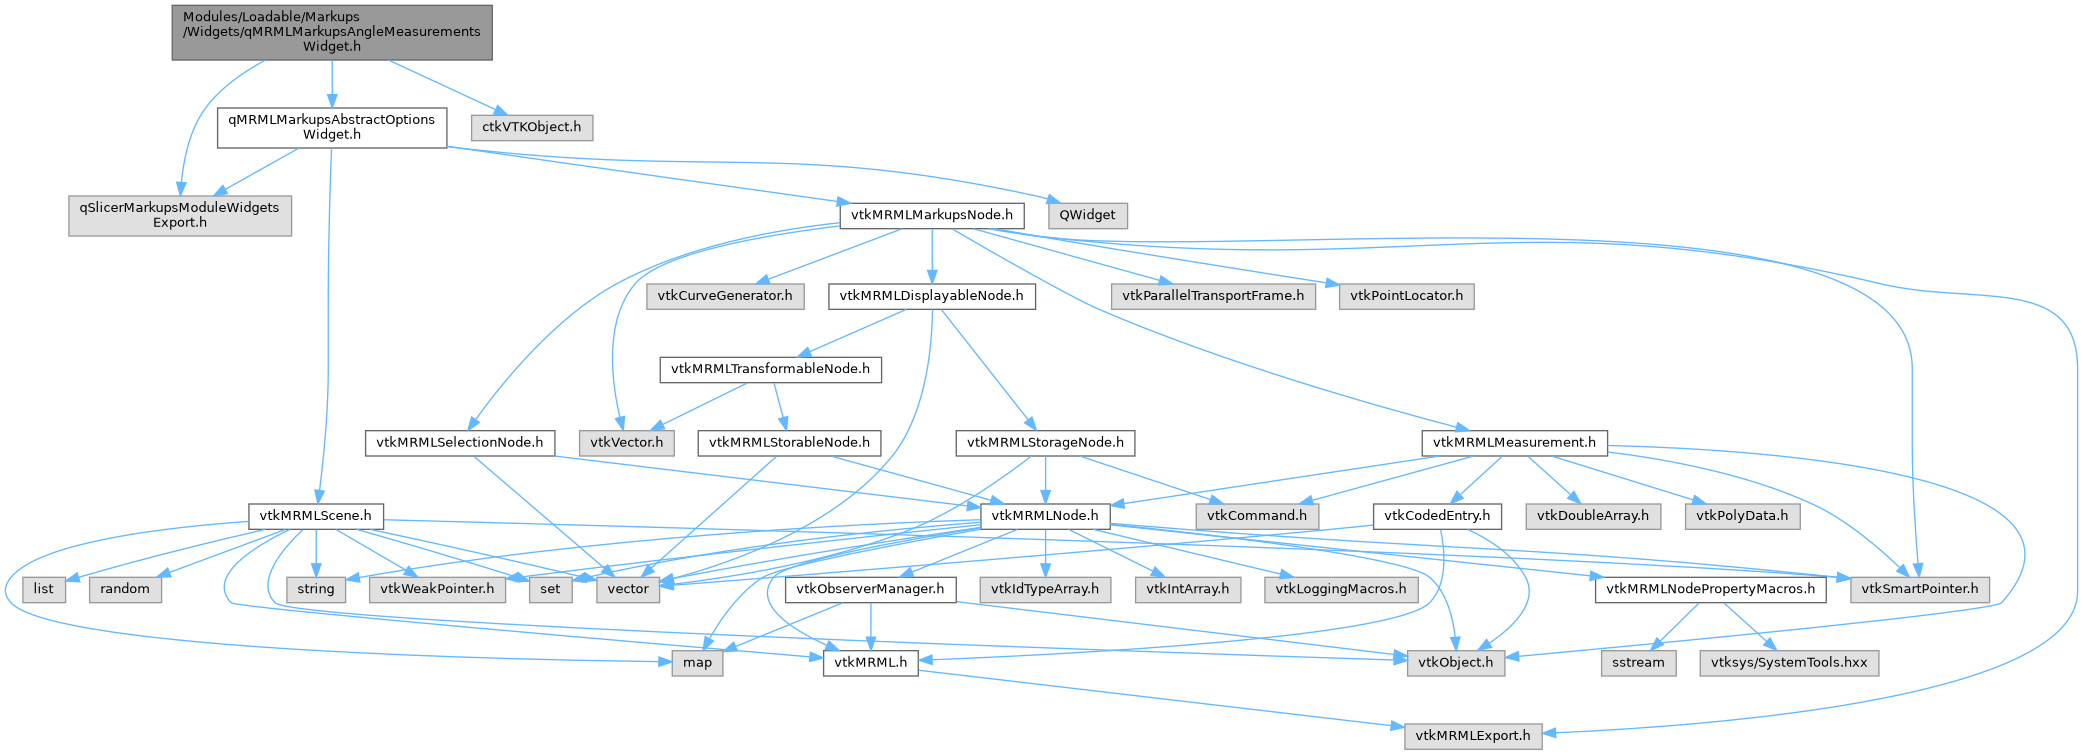 Modules/Loadable/Markups
/Widgets/qMRMLMarkupsAngleMeasurements
Widget.h
qMRMLMarkupsAbstractOptions
Widget.h
ctkVTKObject.h
qSlicerMarkupsModuleWidgets
Export.h
vtkMRMLMarkupsNode.h
QWidget
vtkCurveGenerator.h
vtkMRMLDisplayableNode.h
vtkParallelTransportFrame.h
vtkPointLocator.h
vtkMRMLTransformableNode.h
vtkMRMLSelectionNode.h
vtkVector.h
vtkMRMLStorableNode.h
vtkMRMLStorageNode.h
vtkMRMLMeasurement.h
vtkMRMLScene.h
vtkMRMLNode.h
vtkCommand.h
vtkCodedEntry.h
vtkDoubleArray.h
vtkPolyData.h
list
random
string
vtkWeakPointer.h
set
vector
vtkObserverManager.h
vtkIdTypeArray.h
vtkIntArray.h
vtkLoggingMacros.h
vtkMRMLNodePropertyMacros.h
vtkSmartPointer.h
map
vtkMRML.h
vtkObject.h
sstream
vtksys/SystemTools.hxx
vtkMRMLExport.h